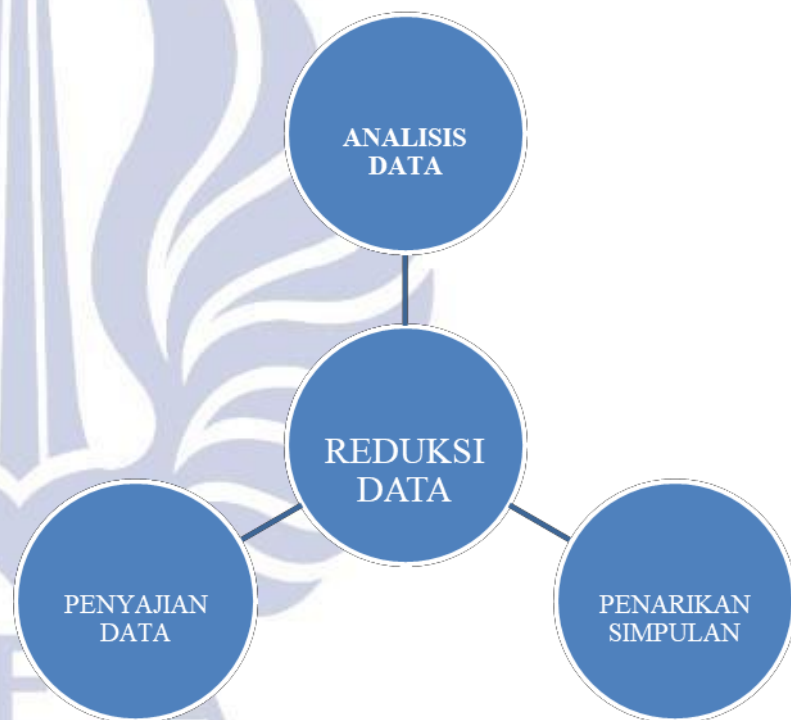 ANALISIS
DATA
REDUKSI
DATA
PENYAJIAN
DATA
PENARIKAN
SIMPULAN